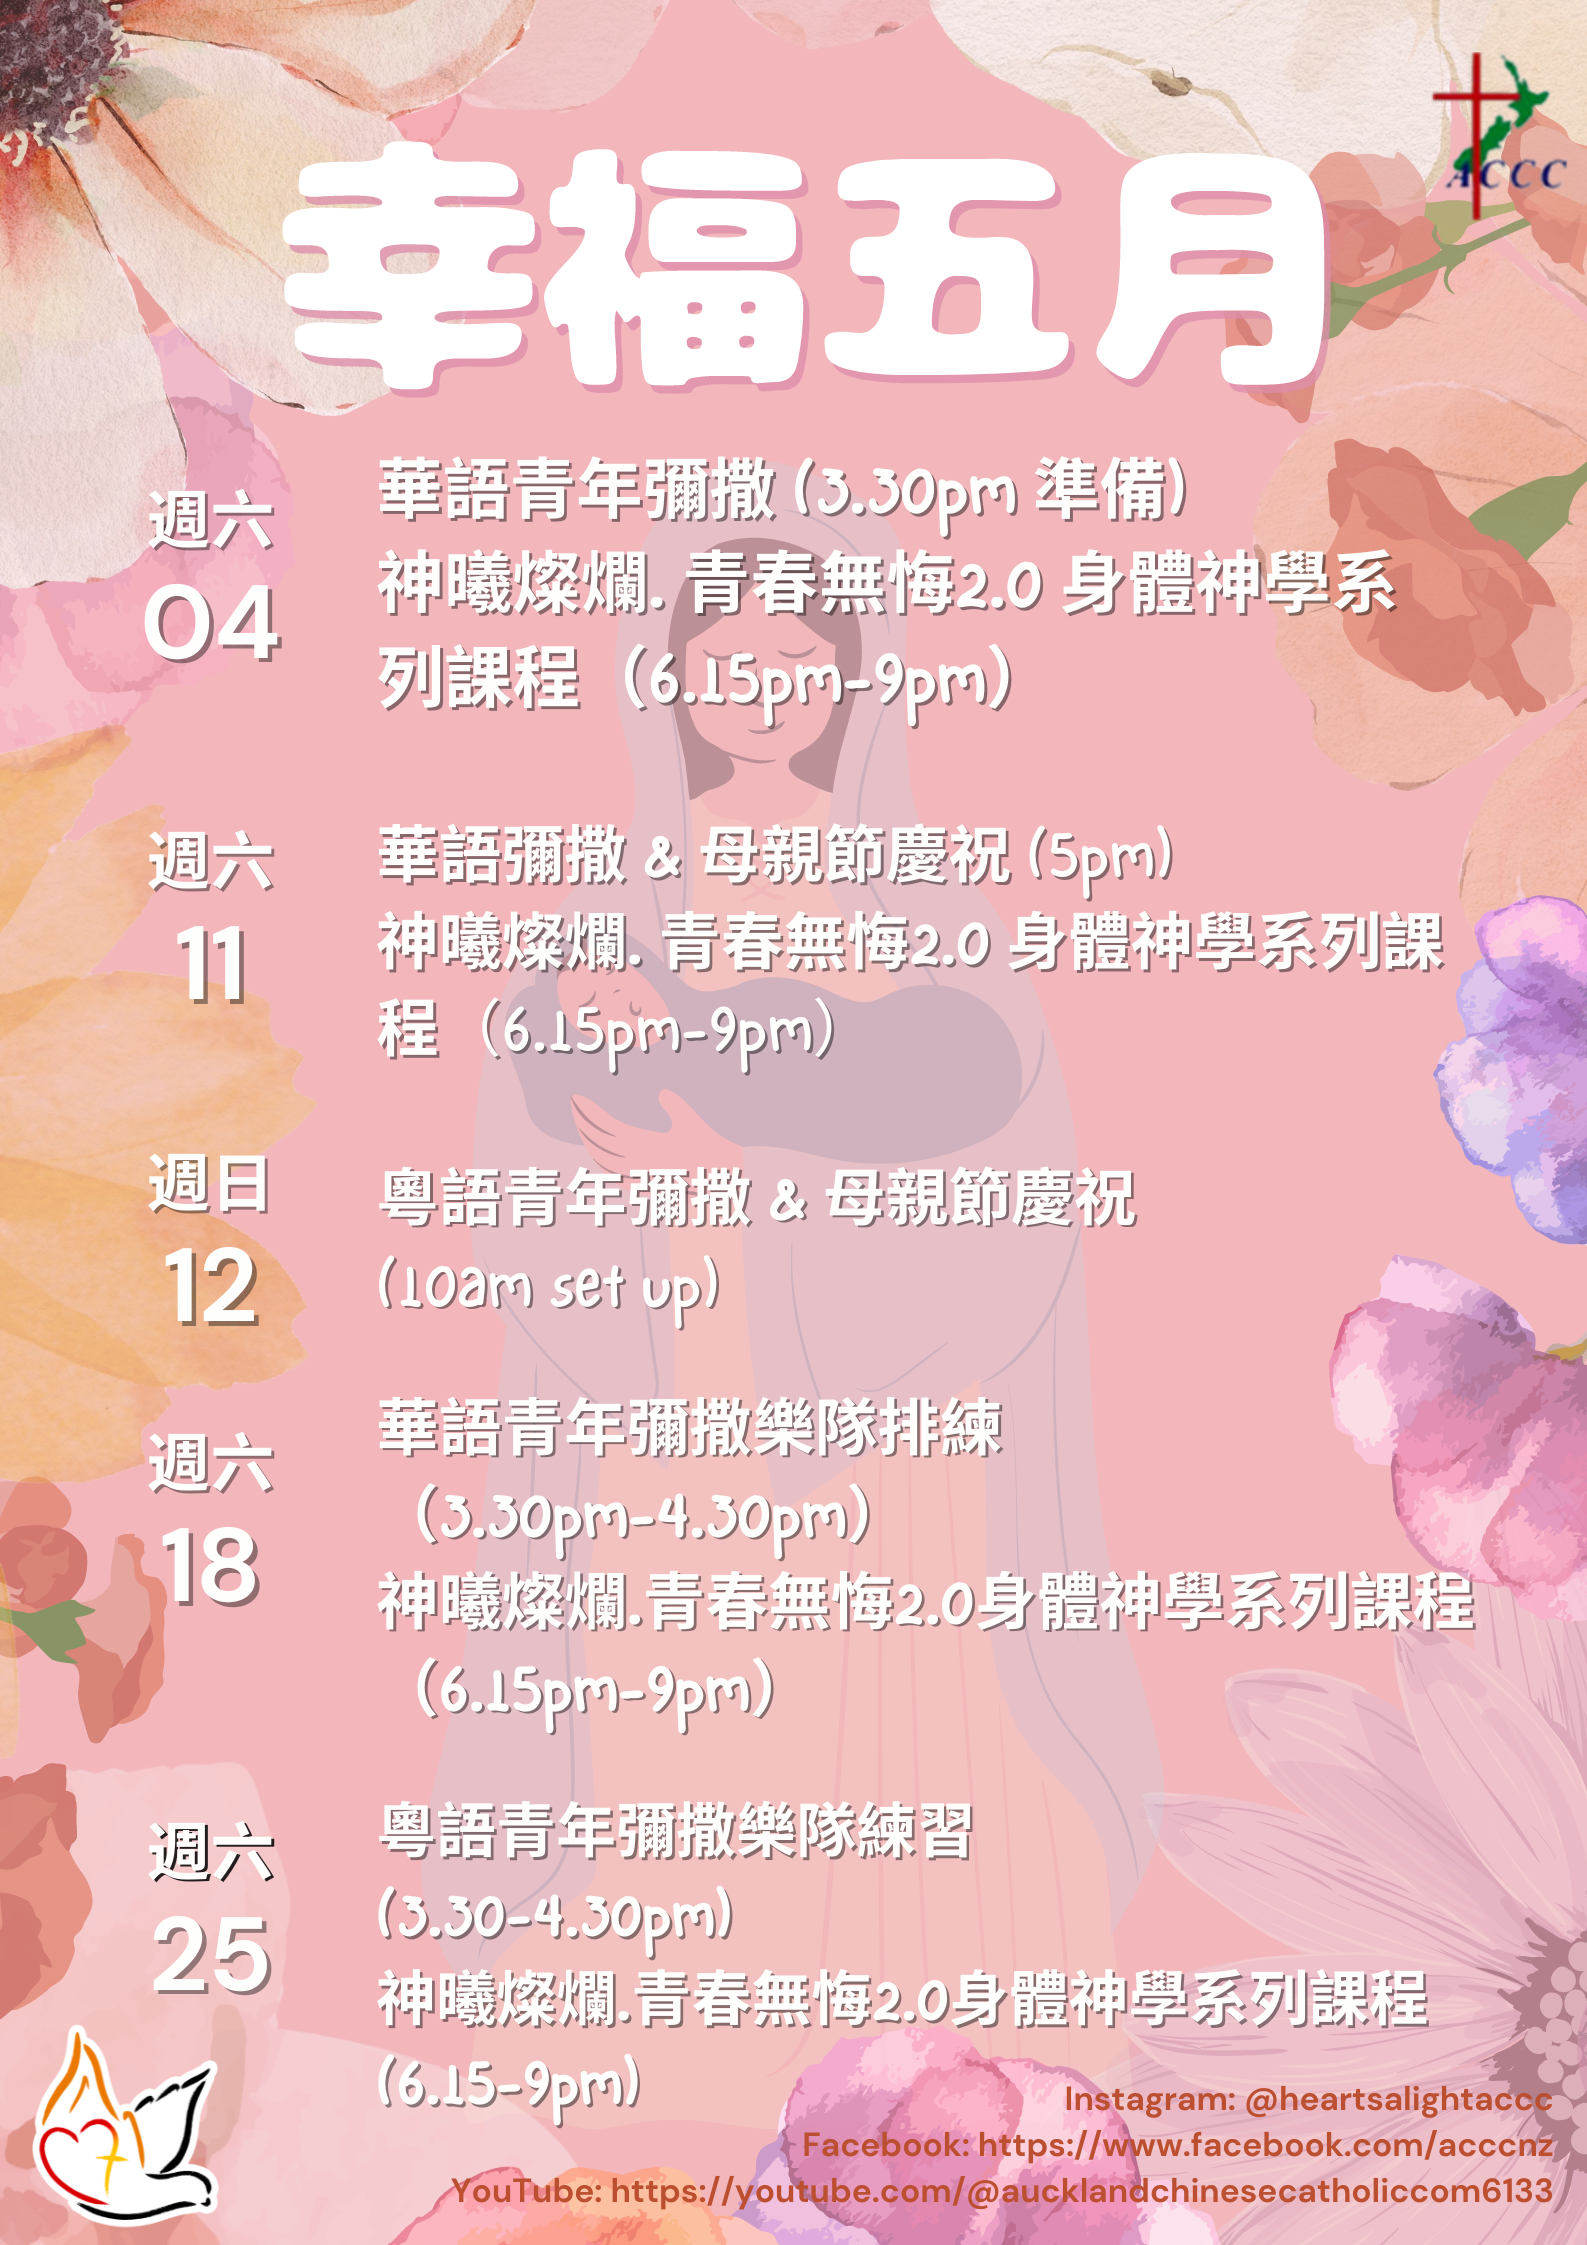 ACCC
幸福五月
週六
04
華語青年彌撒 (3.30pm 準備)
神曦燦爛. 青春無悔2.0 身體神學系
列課程（6.15pm-9pm）
週六
11
華語彌撒 & 母親節慶祝 (5pm)
神曦燦爛. 青春無悔2.0 身體神學系列課
程（6.15pm-9pm）
週日
12
粵語青年彌撒 & 母親節慶祝
(10am set up)
週六
18
華語青年彌撒樂隊排練
（3.30pm-4.30pm）
神曦燦爛.青春無悔2.0身體神學系列課程
（6.15pm-9pm）
週六
25
粵語青年彌撒樂隊練習
(3.30-4.30pm)
神曦燦爛.青春無悔2.0身體神學系列課程
(6.15-9pm)
Instagram: @heartsalightaccc
Facebook: https://www.facebook.com/acccnz
YouTube: https://youtube.com/@aucklandchinesecatholiccom6133